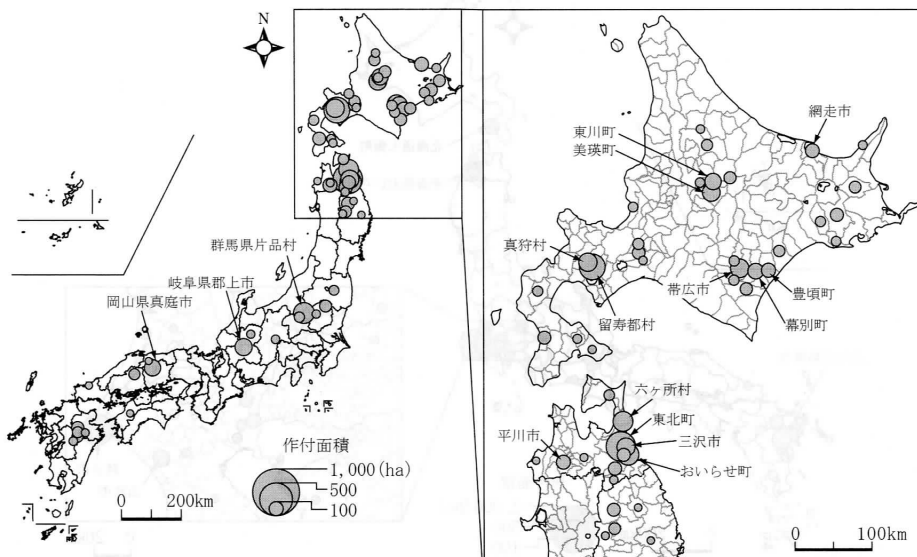 N
群馬県片品村
岐阜県郡上市
岡山県真庭市
作付面積
1,000(ha)
500
100
0 200km
網走市
東川町
美瑛町
真狩村
帯広市
豊頃町
幕別町
留寿都村
六ヶ所村
東北町
平川市
三沢市
おいらせ町
0 100km